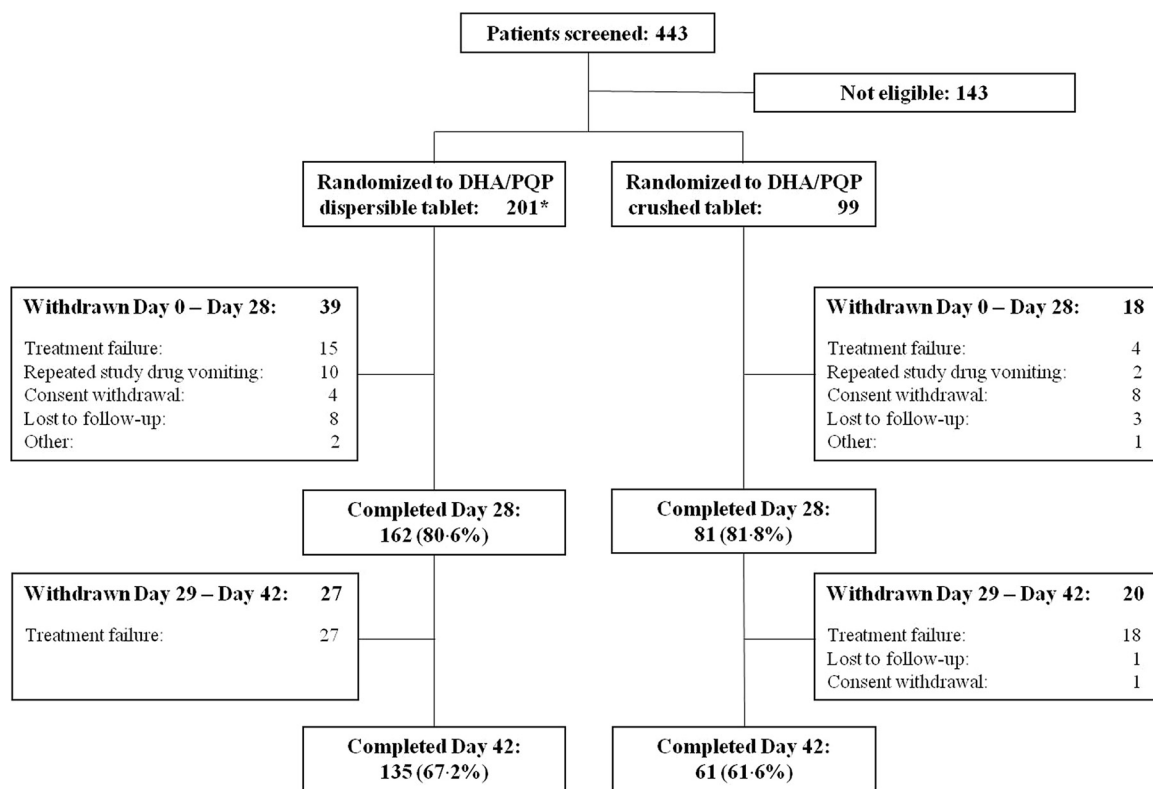 Patients screened: 443
Not eligible: 143
Randomized to DHA/PQP
dispersible tablet: 201*
Randomized to DHA/PQP
crushed tablet: 99
Withdrawn Day 0 – Day 28: 39
Treatment failure: 15
Repeated study drug vomiting: 10
Consent withdrawal: 4
Lost to follow-up: 8
Other: 2
Withdrawn Day 0 – Day 28: 18
Treatment failure: 4
Repeated study drug vomiting: 2
Consent withdrawal: 8
Lost to follow-up: 3
Other: 1
Completed Day 28:
162 (80·6%)
Completed Day 28:
81 (81·8%)
Withdrawn Day 29 – Day 42: 27
Treatment failure: 27
Withdrawn Day 29 – Day 42: 20
Treatment failure: 18
Lost to follow-up: 1
Consent withdrawal: 1
Completed Day 42:
135 (67·2%)
Completed Day 42:
61 (61·6%)